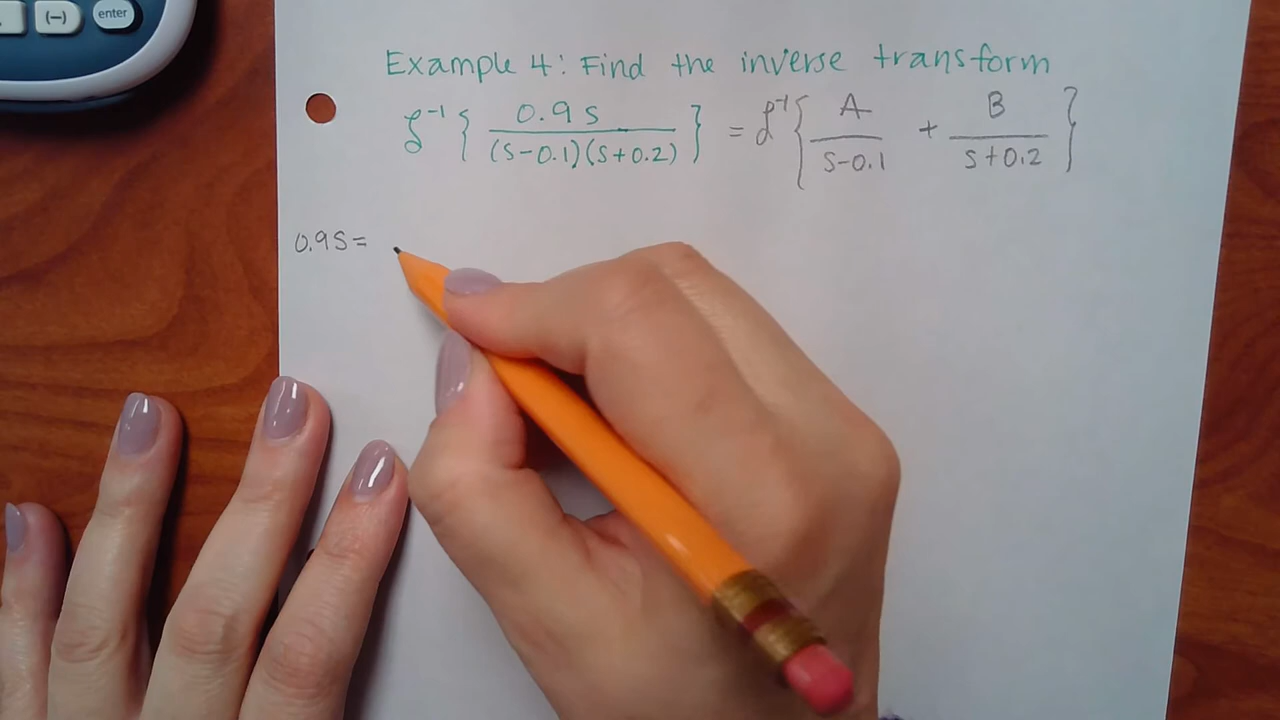 (−) enter
Example 4: Find the inverse transform
ℒ⁻¹ { 0.9s / (s-0.1)(s+0.2) } = ℒ⁻¹ { A / s-0.1 + B / s+0.2 }
0.9s =